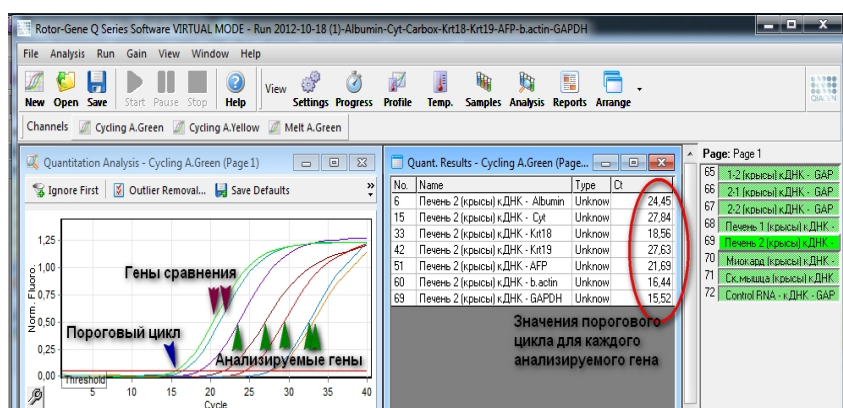 Rotor-Gene Q Series Software VIRTUAL MODE - Run 2012-10-18 (1)-Albumin-Cyt-Carbox-Krt18-Krt19-AFP-b.actin-GAPDH
File Analysis Run Gain View Window Help
New Open Save Start Pause Stop Help View Settings Progress Profile Temp. Samples Analysis Reports Arrange
QIAGEN
Channels Cycling A.Green Cycling A.Yellow Melt A.Green
Quantitation Analysis - Cycling A.Green (Page 1)
Ignore First Outlier Removal... Save Defaults »
Norm. Fluoro.
1,25
1,00
0,75
0,50
0,25
0,00
Гены сравнения
Пороговый цикл
Анализируемые гены
Threshold
5 10 15 20 25 30 35 40
Cycle
Quant. Results - Cycling A.Green (Page...
No. Name Type Ct
6 Печень 2 (крысы) кДНК - Albumin Unknow 24,45
15 Печень 2 (крысы) кДНК - Cyt Unknow 27,84
33 Печень 2 (крысы) кДНК - Krt18 Unknow 18,56
42 Печень 2 (крысы) кДНК - Krt19 Unknow 27,63
51 Печень 2 (крысы) кДНК - AFP Unknow 21,69
60 Печень 2 (крысы) кДНК - b.actin Unknow 16,44
69 Печень 2 (крысы) кДНК - GAPDH Unknow 15,52
Значения порогового
цикла для каждого
анализируемого гена
Page: Page 1
65 1-2 (крысы) кДНК - GAP
66 2-1 (крысы) кДНК - GAP
67 2-2 (крысы) кДНК - GAP
68 Печень 1 (крысы) кДНК -
69 Печень 2 (крысы) кДНК -
70 Миокард (крысы) кДНК -
71 Ск.мышца (крысы) кДНК
72 Control RNA - кДНК - GAP